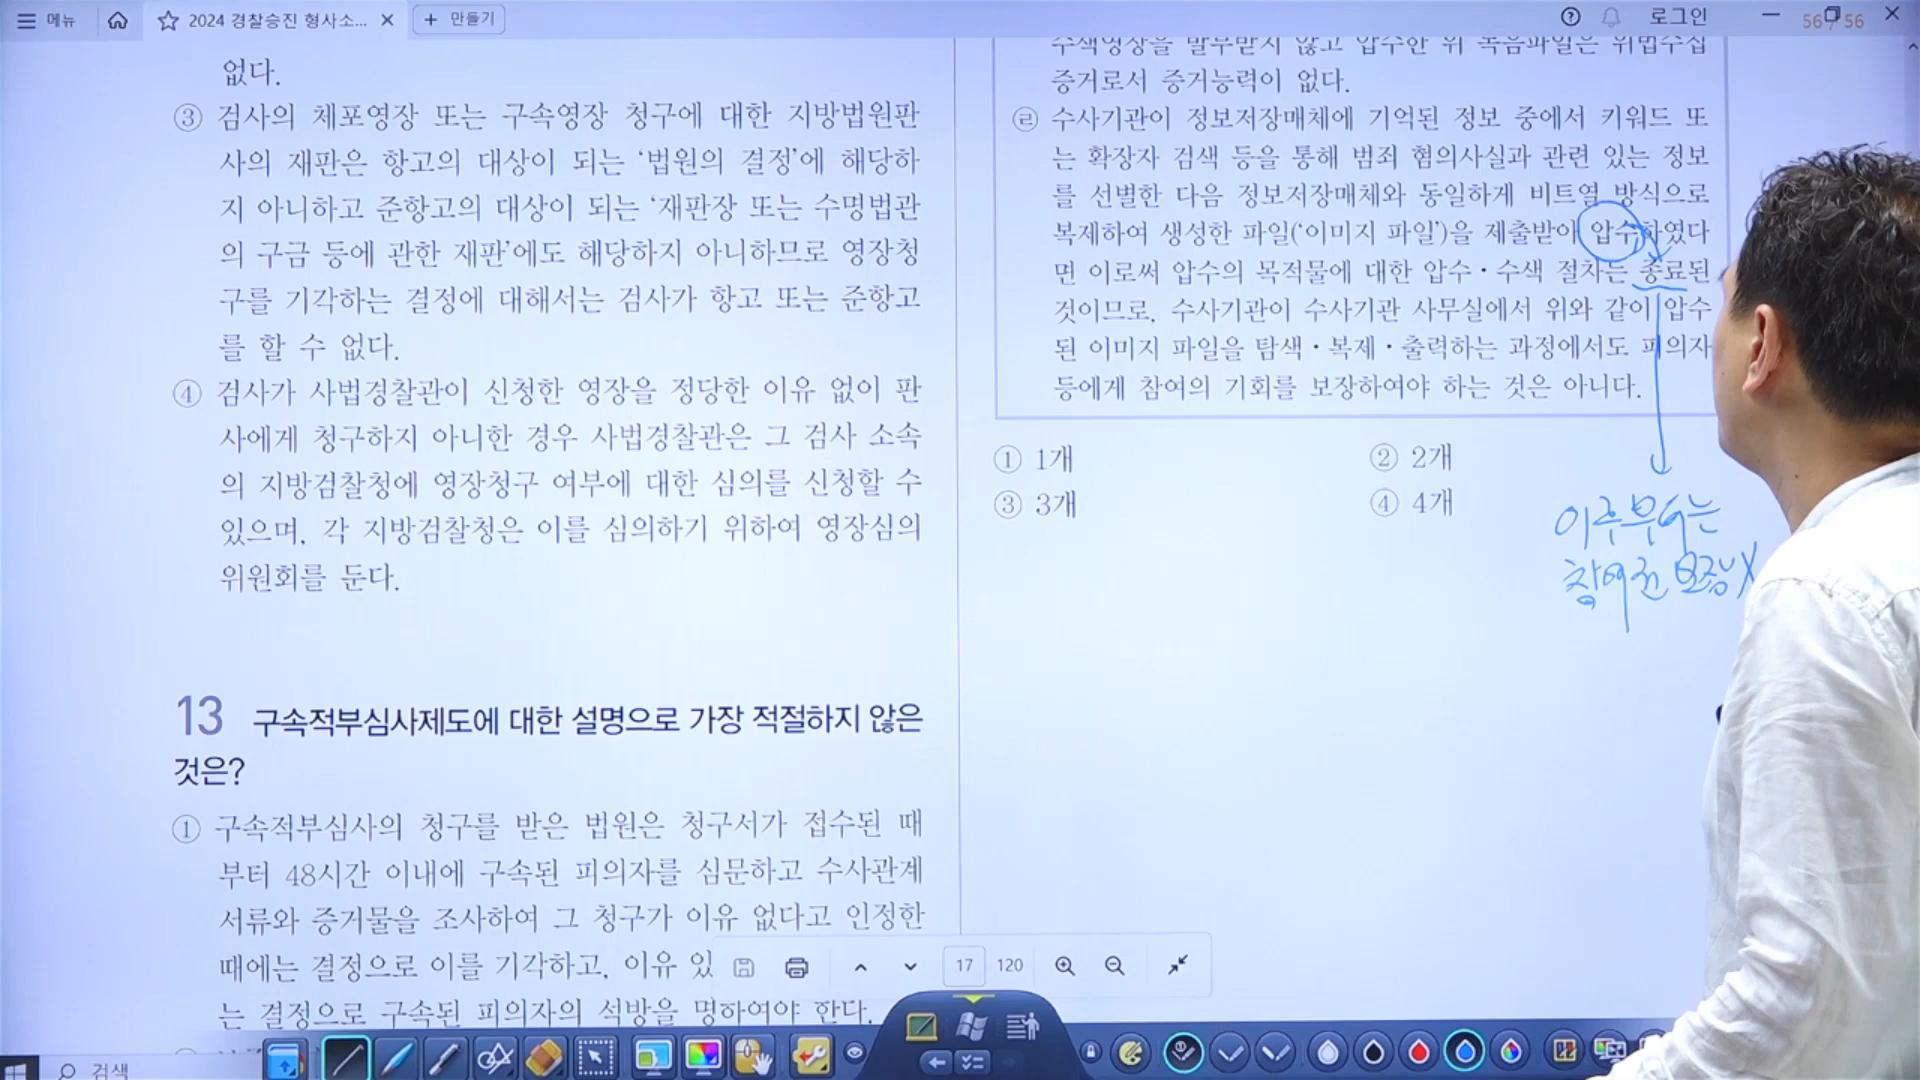 메뉴
2024 경찰승진 형사소...
만들기
로그인
56 / 56
없다.
③ 검사의 체포영장 또는 구속영장 청구에 대한 지방법원판
사의 재판은 항고의 대상이 되는 ‘법원의 결정’에 해당하
지 아니하고 준항고의 대상이 되는 ‘재판장 또는 수명법관
의 구금 등에 관한 재판’에도 해당하지 아니하므로 영장청
구를 기각하는 결정에 대해서는 검사가 항고 또는 준항고
를 할 수 없다.
④ 검사가 사법경찰관이 신청한 영장을 정당한 이유 없이 판
사에게 청구하지 아니한 경우 사법경찰관은 그 검사 소속
의 지방검찰청에 영장청구 여부에 대한 심의를 신청할 수
있으며, 각 지방검찰청은 이를 심의하기 위하여 영장심의
위원회를 둔다.
13 구속적부심사제도에 대한 설명으로 가장 적절하지 않은
것은?
① 구속적부심사의 청구를 받은 법원은 청구서가 접수된 때
부터 48시간 이내에 구속된 피의자를 심문하고 수사관계
서류와 증거물을 조사하여 그 청구가 이유 없다고 인정한
때에는 결정으로 이를 기각하고, 이유 있
는 결정으로 구속된 피의자의 석방을 명하여야 한다.
수색영장을 발부받지 않고 압수한 위 녹음파일은 위법수집
증거로서 증거능력이 없다.
㉣ 수사기관이 정보저장매체에 기억된 정보 중에서 키워드 또
는 확장자 검색 등을 통해 범죄 혐의사실과 관련 있는 정보
를 선별한 다음 정보저장매체와 동일하게 비트열 방식으로
복제하여 생성한 파일(‘이미지 파일’)을 제출받아 압수하였다
면 이로써 압수의 목적물에 대한 압수・수색 절차는 종료된
것이므로, 수사기관이 수사기관 사무실에서 위와 같이 압수
된 이미지 파일을 탐색・복제・출력하는 과정에서도 피의자
등에게 참여의 기회를 보장하여야 하는 것은 아니다.
① 1개 ② 2개
③ 3개 ④ 4개
이후부터는
참여권 보장X
17 120
검색